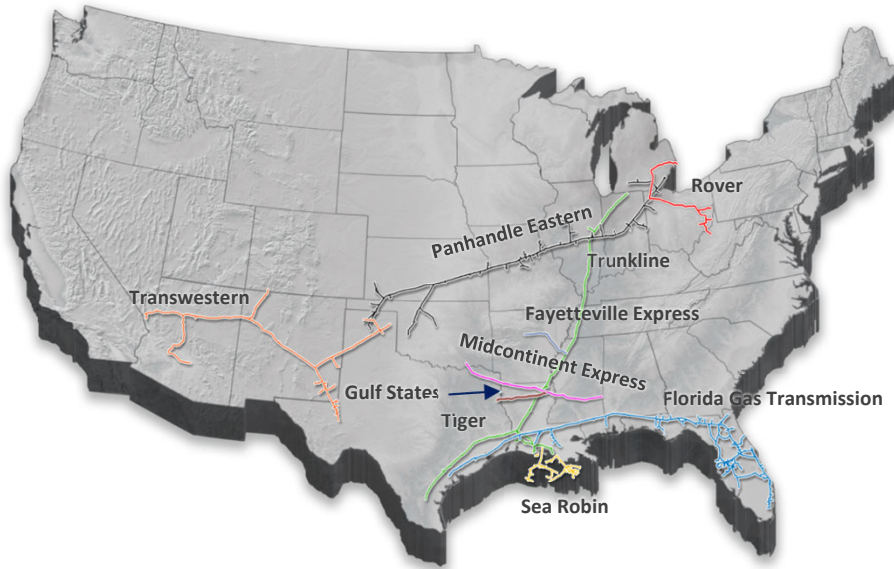 Rover
Panhandle Eastern
Trunkline
Transwestern
Fayetteville Express
Midcontinent Express
Gulf States
Florida Gas Transmission
Tiger
Sea Robin